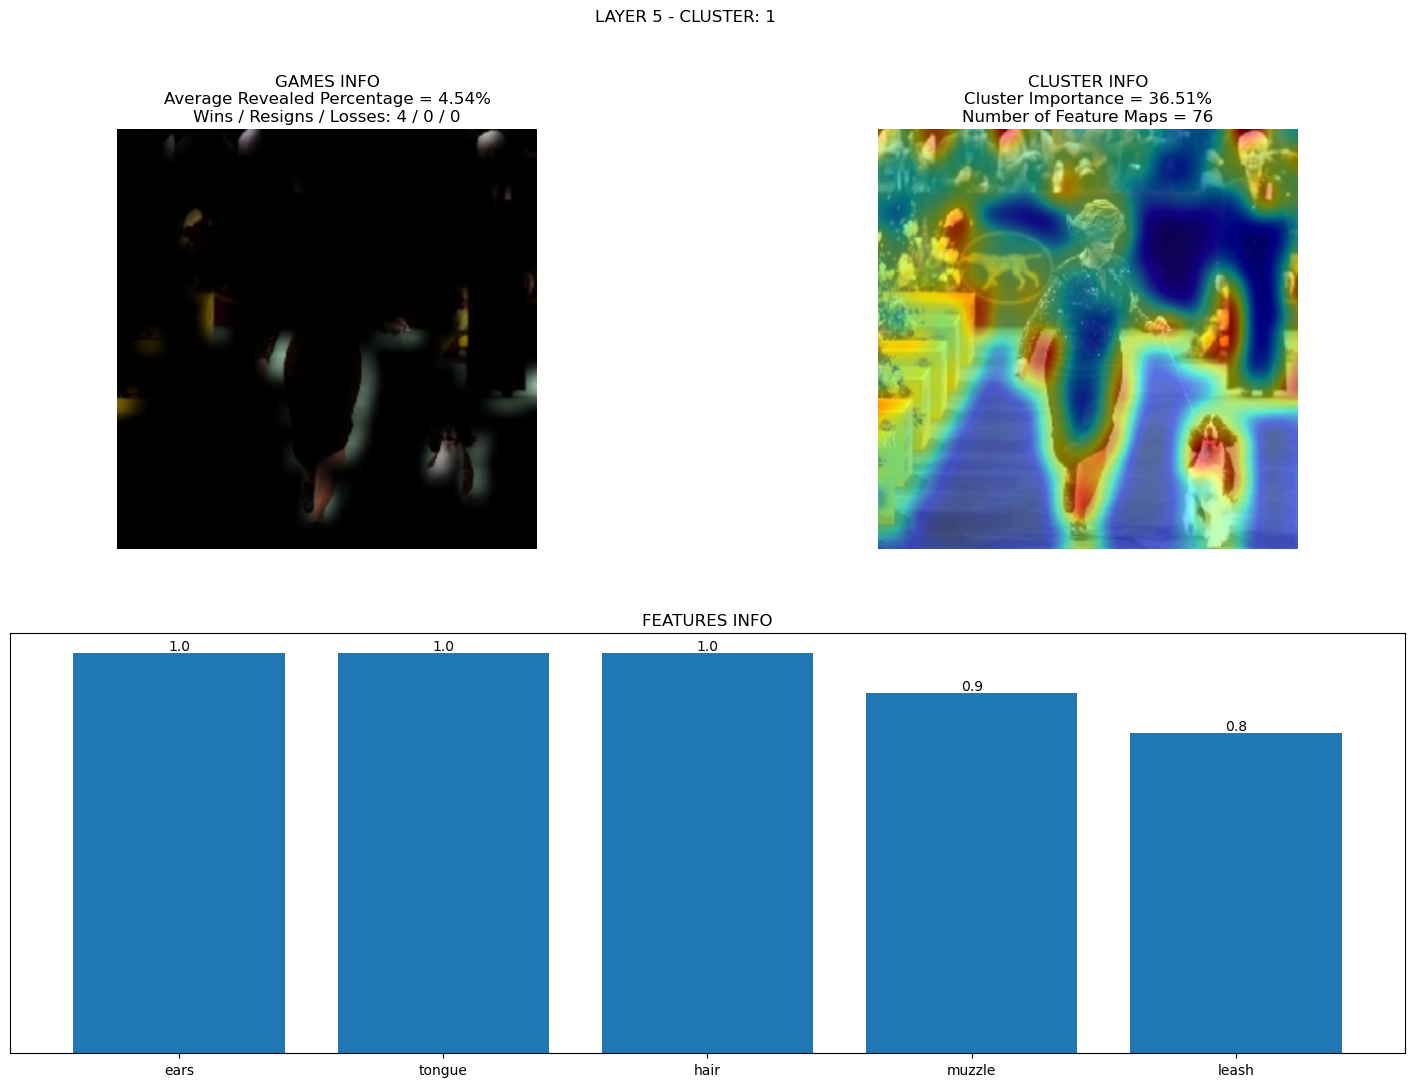 LAYER 5 - CLUSTER: 1
GAMES INFO
Average Revealed Percentage = 4.54%
Wins / Resigns / Losses: 4 / 0 / 0
CLUSTER INFO
Cluster Importance = 36.51%
Number of Feature Maps = 76
FEATURES INFO
1.0
1.0
1.0
0.9
0.8
ears
tongue
hair
muzzle
leash